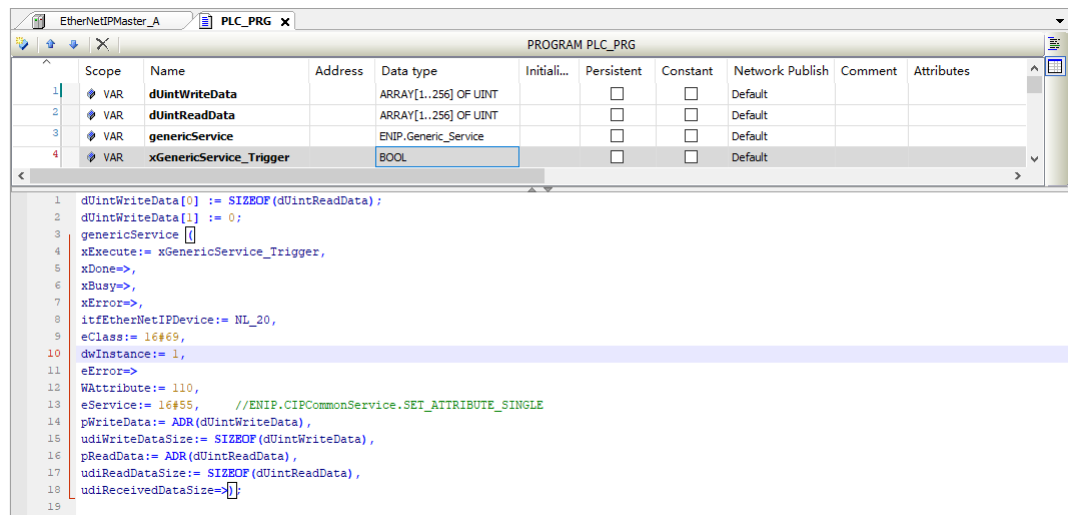 EtherNetIPMaster_A PLC_PRG
PROGRAM PLC_PRG
Scope Name Address Data type Initiali... Persistent Constant Network Publish Comment Attributes
1 VAR dUintWriteData ARRAY[1..256] OF UINT Default
2 VAR dUintReadData ARRAY[1..256] OF UINT Default
3 VAR genericService ENIP.Generic_Service Default
4 VAR xGenericService_Trigger BOOL Default
1 dUintWriteData[0] := SIZEOF(dUintReadData);
2 dUintWriteData[1] := 0;
3 genericService (
4 xExecute:= xGenericService_Trigger,
5 xDone=>,
6 xBusy=>,
7 xError=>,
8 itfEtherNetIPDevice:= NL_20,
9 eClass:= 16#69,
10 dwInstance:= 1,
11 eError=>
12 WAttribute:= 110,
13 eService:= 16#55, //ENIP.CIPCommonService.SET_ATTRIBUTE_SINGLE
14 pWriteData:= ADR(dUintWriteData),
15 udiWriteDataSize:= SIZEOF(dUintWriteData),
16 pReadData:= ADR(dUintReadData),
17 udiReadDataSize:= SIZEOF(dUintReadData),
18 udiReceivedDataSize=>);
19